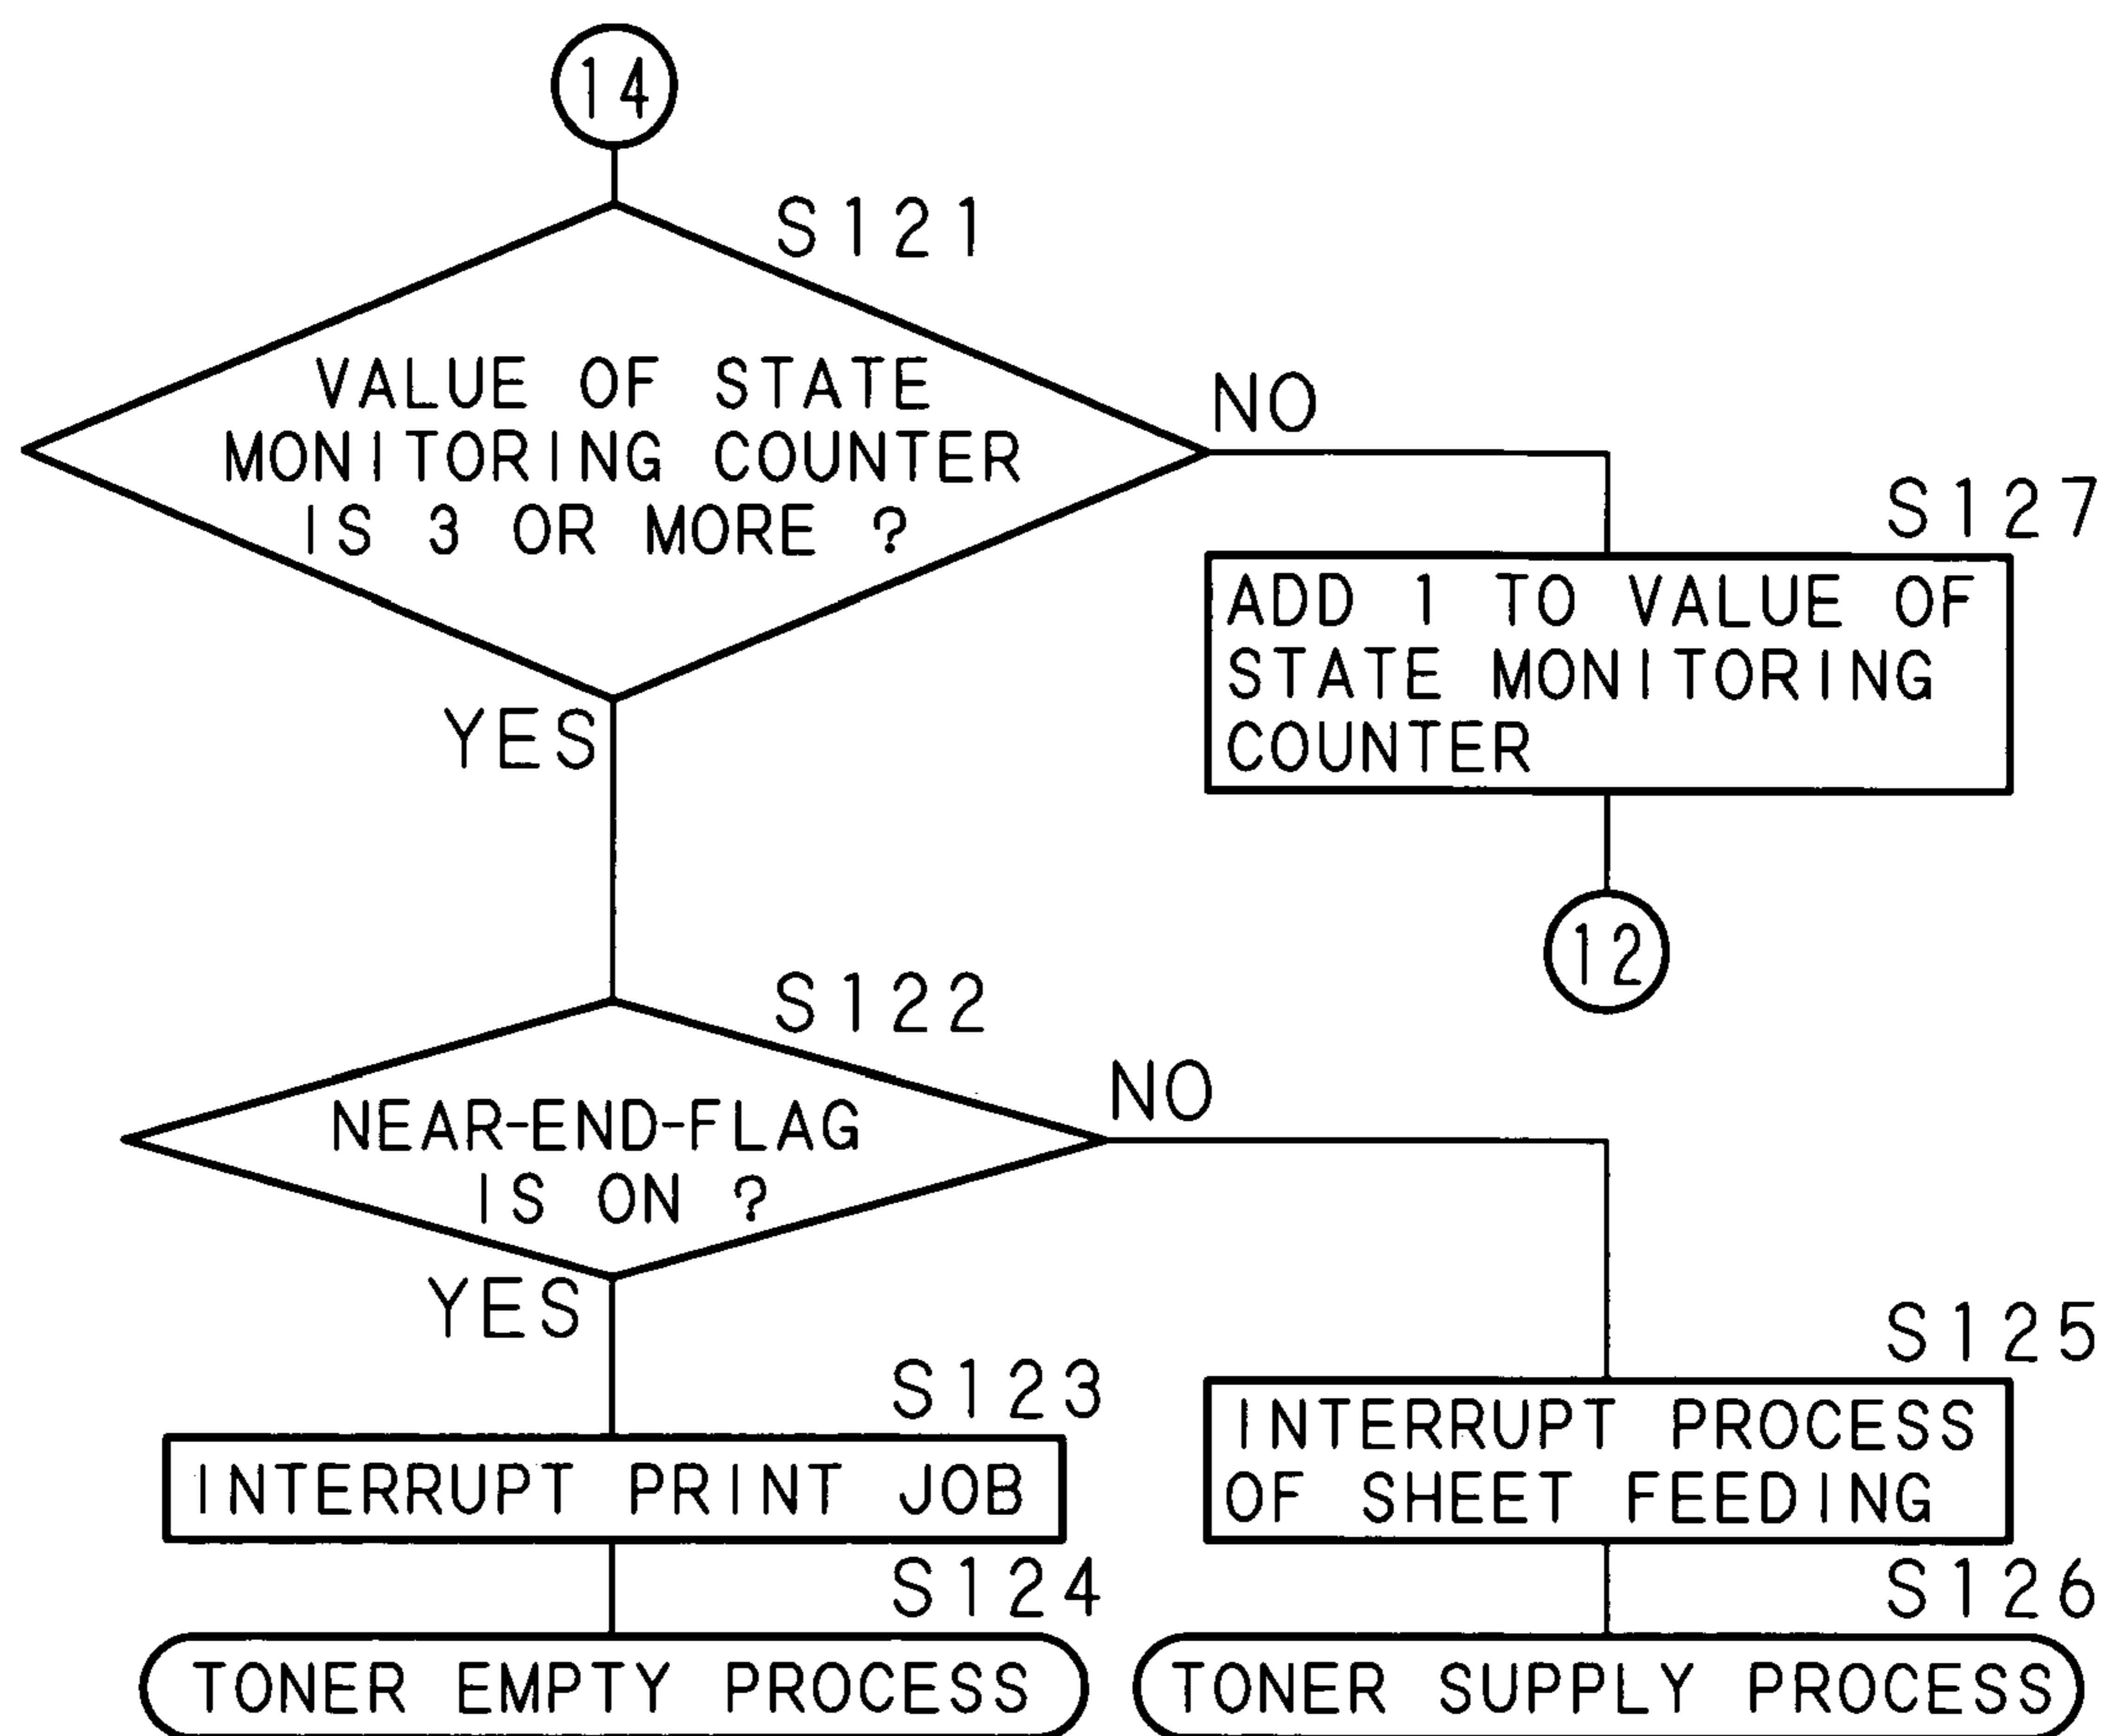 14
S121
VALUE OF STATE
MONITORING COUNTER
IS 3 OR MORE ?
NO
YES
S127
ADD 1 TO VALUE OF
STATE MONITORING
COUNTER
12
S122
NEAR-END-FLAG
IS ON ?
NO
YES
S123
INTERRUPT PRINT JOB
S124
TONER EMPTY PROCESS
S125
INTERRUPT PROCESS
OF SHEET FEEDING
S126
TONER SUPPLY PROCESS